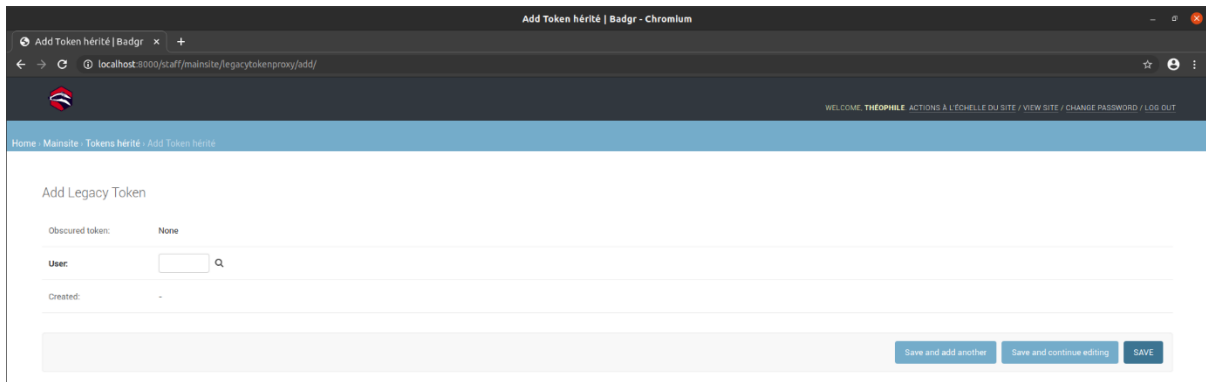 Add Token hérité | Badgr - Chromium
Add Token hérité | Badgr
localhost:8000/staff/mainsite/legacytokenproxy/add/
WELCOME, THÉOPHILE. ACTIONS À L'ÉCHELLE DU SITE / VIEW SITE / CHANGE PASSWORD / LOG OUT
Home › Mainsite › Tokens hérité › Add Token hérité
Add Legacy Token
Obscured token: None
User:
Created: -
Save and add another Save and continue editing SAVE